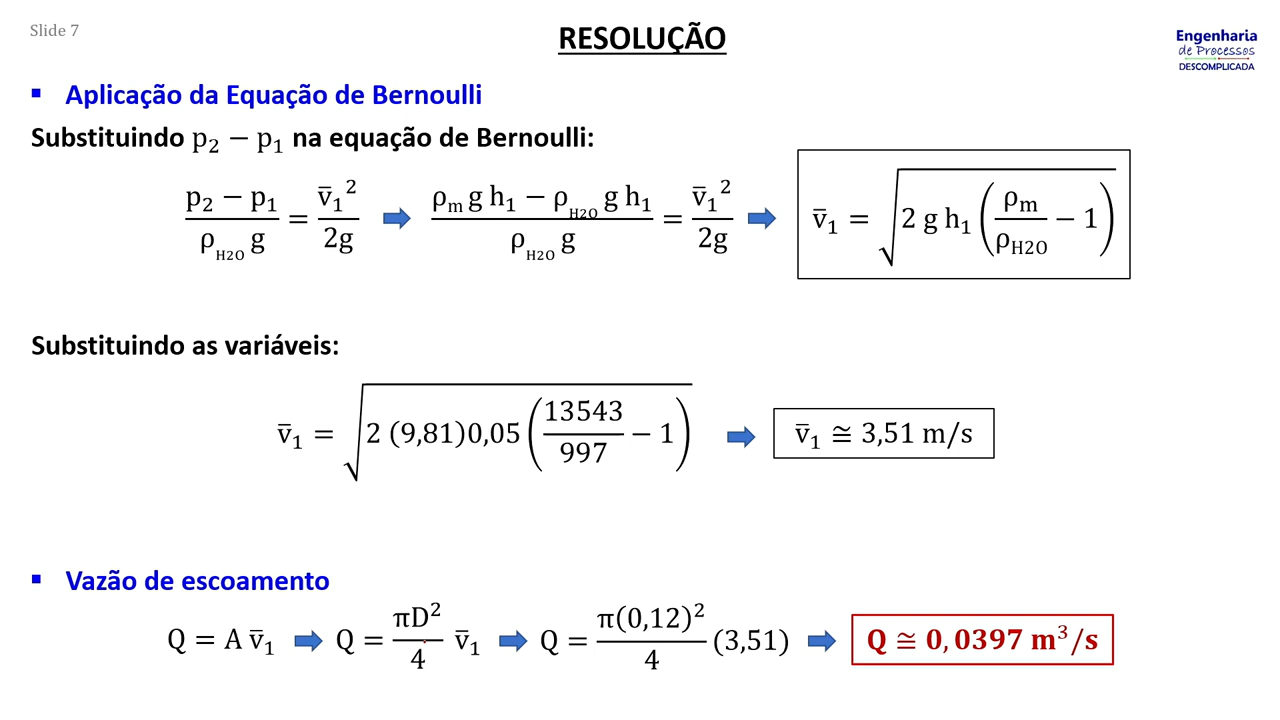 Slide 7
RESOLUÇÃO
Engenharia
de Processos
DESCOMPLICADA
▪ Aplicação da Equação de Bernoulli
Substituindo p₂ − p₁ na equação de Bernoulli:
(p₂ − p₁)/(ρ_H2O g) = v̄₁²/2g ➡ (ρₘ g h₁ − ρ_H2O g h₁)/(ρ_H2O g) = v̄₁²/2g ➡ v̄₁ = √(2 g h₁ (ρₘ/ρ_H2O − 1))
Substituindo as variáveis:
v̄₁ = √(2 (9,81)0,05 (13543/997 − 1)) ➡ v̄₁ ≅ 3,51 m/s
▪ Vazão de escoamento
Q = A v̄₁ ➡ Q = πD²/4 v̄₁ ➡ Q = π(0,12)²/4 (3,51) ➡ Q ≅ 0,0397 m³/s